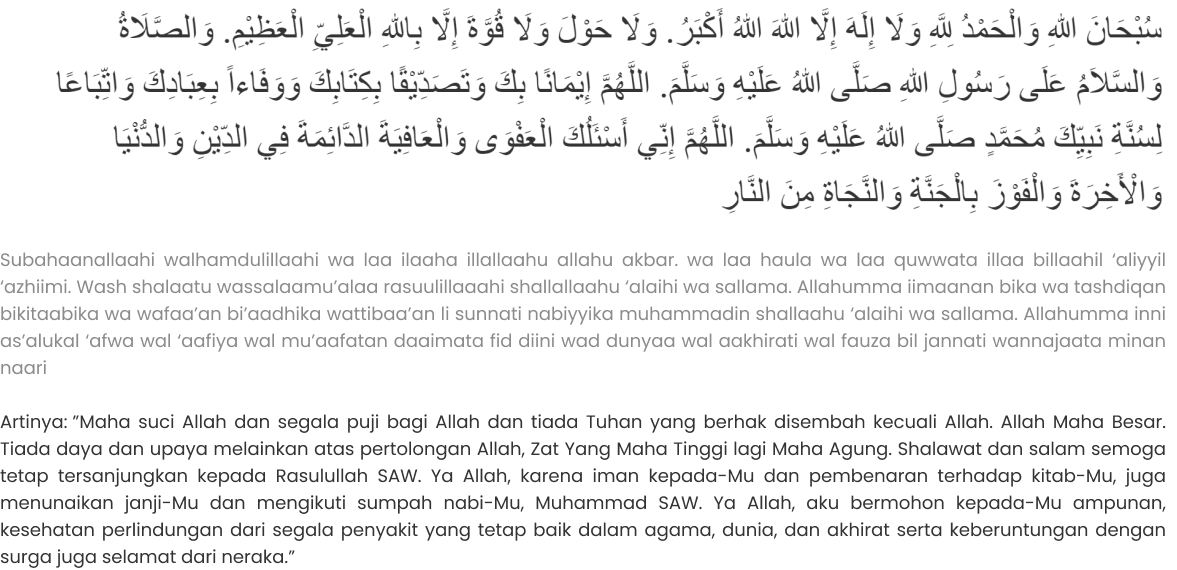 سُبْحَانَ اللهِ وَالْحَمْدُ لِلَّهِ وَلَا إِلَهَ إِلَّا اللهَ اللهُ أَكْبَرُ. وَلَا حَوْلَ وَلَا قُوَّةَ إِلَّا بِاللهِ الْعَلِيِّ الْعَظِيْمِ. وَالصَّلَاةُ
وَالسَّلاَمُ عَلَى رَسُولِ اللهِ صَلَّى اللهُ عَلَيْهِ وَسَلَّمَ. اللَّهُمَّ إِيْمَانًا بِكَ وَتَصَدِّيْقًا بِكِتَابِكَ وَوَفَاءاً بِعِبَادِكَ وَاتِّبَاعًا
لِسُنَّةِ نَبِيِّكَ مُحَمَّدٍ صَلَّى اللهُ عَلَيْهِ وَسَلَّمَ. اللَّهُمَّ إِنِّي أَسْئَلُكَ الْعَفْوَى وَالْعَافِيَةَ الدَّائِمَةَ فِي الدِّيْنِ وَالدُّنْيَا
وَالْأَخِرَةَ وَالْفَوْزَ بِالْجَنَّةِ وَالنَّجَاةِ مِنَ النَّارِ
Subahaanallaahi walhamdulillaahi wa laa ilaaha illallaahu allahu akbar. wa laa haula wa laa quwwata illaa billaahil ‘aliyyil
‘azhiimi. Wash shalaatu wassalaamu’alaa rasuulillaaahi shallallaahu ‘alaihi wa sallama. Allahumma iimaanan bika wa tashdiqan
bikitaabika wa wafaa’an bi’aadhika wattibaa’an li sunnati nabiyyika muhammadin shallaahu ‘alaihi wa sallama. Allahumma inni
as’alukal ‘afwa wal ‘aafiya wal mu’aafatan daaimata fid diini wad dunyaa wal aakhirati wal fauza bil jannati wannajaata minan
naari
Artinya: ”Maha suci Allah dan segala puji bagi Allah dan tiada Tuhan yang berhak disembah kecuali Allah. Allah Maha Besar.
Tiada daya dan upaya melainkan atas pertolongan Allah, Zat Yang Maha Tinggi lagi Maha Agung. Shalawat dan salam semoga
tetap tersanjungkan kepada Rasulullah SAW. Ya Allah, karena iman kepada-Mu dan pembenaran terhadap kitab-Mu, juga
menunaikan janji-Mu dan mengikuti sumpah nabi-Mu, Muhammad SAW. Ya Allah, aku bermohon kepada-Mu ampunan,
kesehatan perlindungan dari segala penyakit yang tetap baik dalam agama, dunia, dan akhirat serta keberuntungan dengan
surga juga selamat dari neraka.”